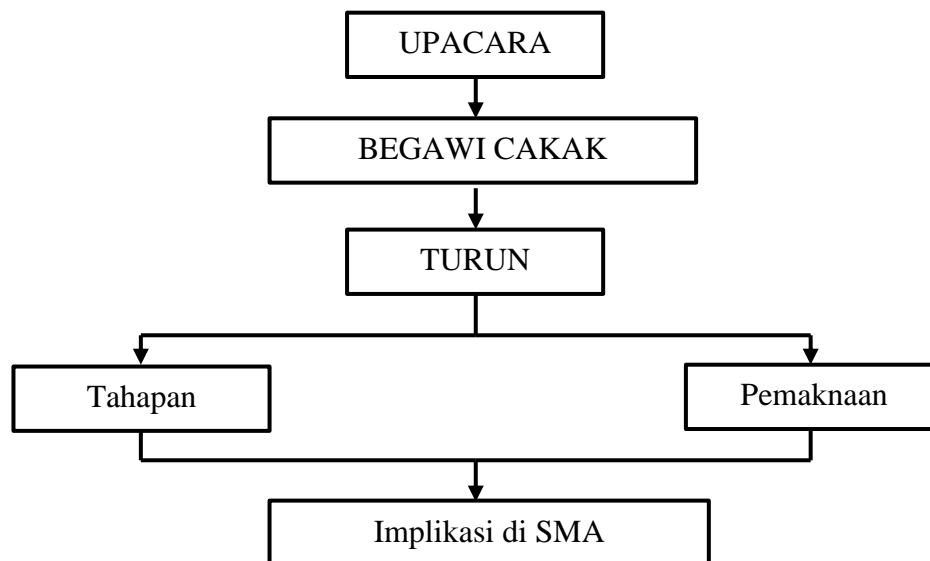 UPACARA
BEGAWI CAKAK
TURUN
Tahapan
Pemaknaan
Implikasi di SMA